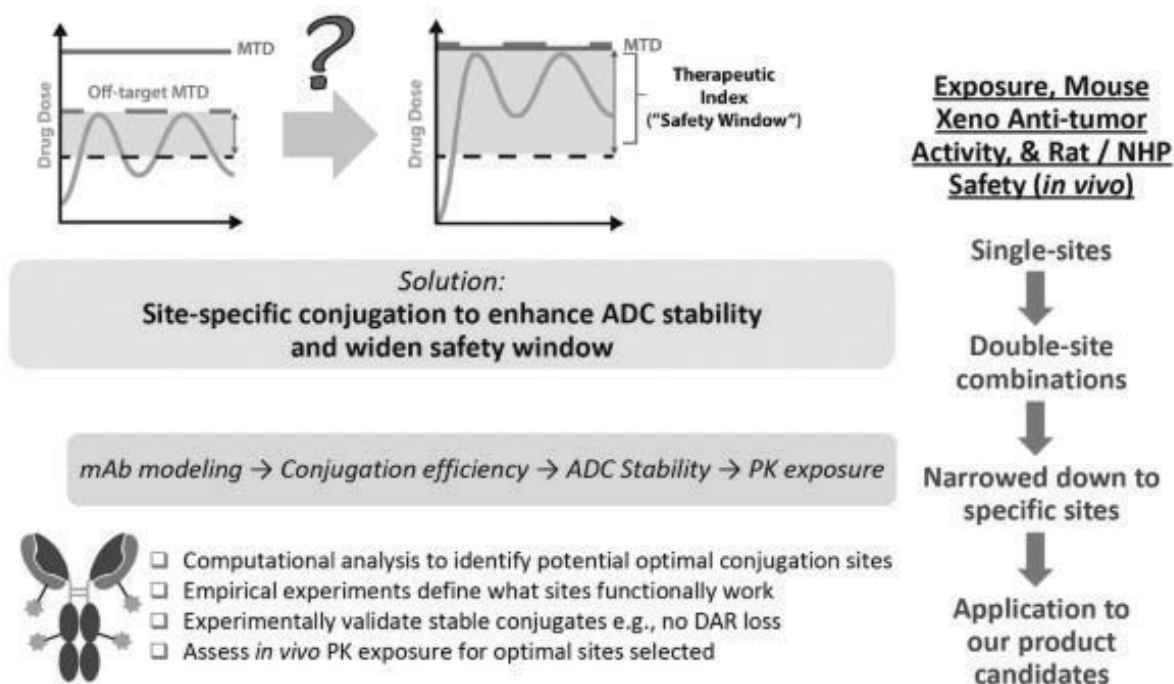 MTD
Off-target MTD
Drug Dose
?
MTD
Drug Dose
Therapeutic
Index
("Safety Window")
Solution:
Site-specific conjugation to enhance ADC stability
and widen safety window
mAb modeling → Conjugation efficiency → ADC Stability → PK exposure
❑ Computational analysis to identify potential optimal conjugation sites
❑ Empirical experiments define what sites functionally work
❑ Experimentally validate stable conjugates e.g., no DAR loss
❑ Assess in vivo PK exposure for optimal sites selected
Exposure, Mouse
Xeno Anti-tumor
Activity, & Rat / NHP
Safety (in vivo)
Single-sites
Double-site
combinations
Narrowed down to
specific sites
Application to
our product
candidates